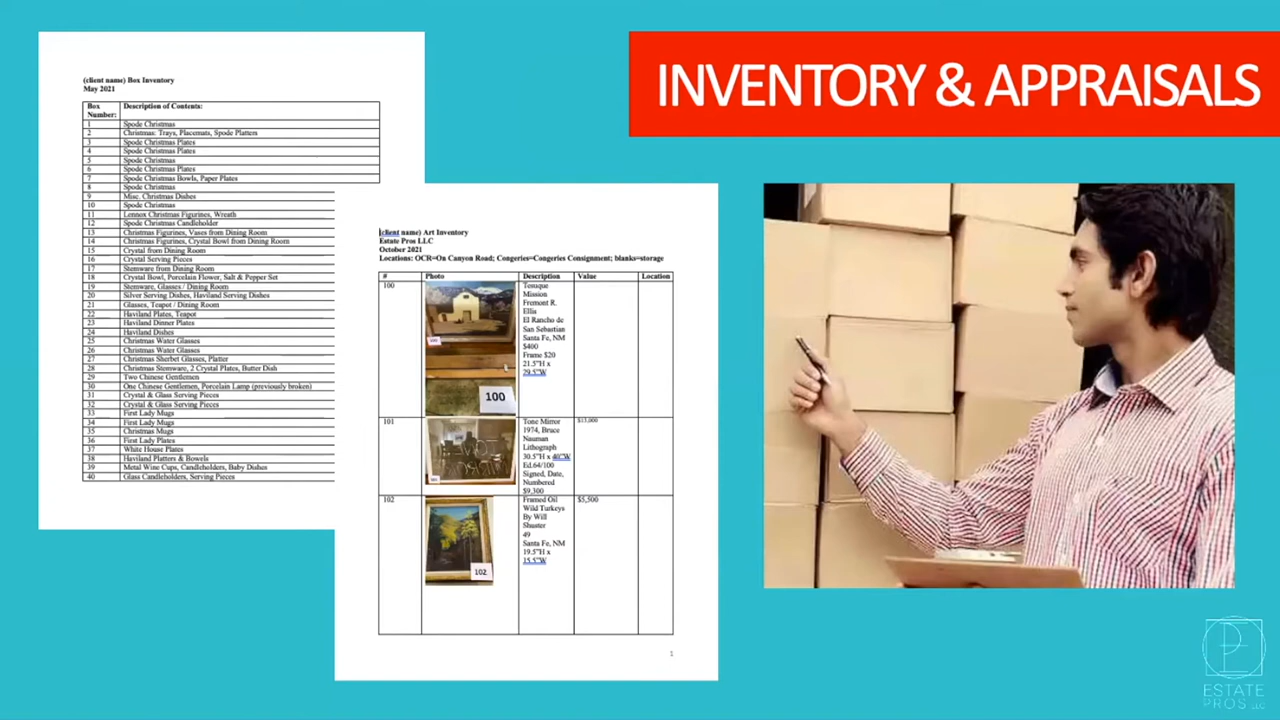 INVENTORY & APPRAISALS
(client name) Box Inventory
May 2021
Box Number: Description of Contents:
1 Spode Christmas
2 Christmas: Trays, Placemats, Spode Platters
3 Spode Christmas Plates
4 Spode Christmas Plates
5 Spode Christmas
6 Spode Christmas Plates
7 Spode Christmas Bowls, Paper Plates
8 Spode Christmas
9 Misc. Christmas Dishes
10 Spode Christmas
11 Lennox Christmas Figurines, Wreath
12 Spode Christmas Candleholder
13 Christmas Figurines, Vases from Dining Room
14 Christmas Figurines, Crystal Bowl from Dining Room
15 Crystal from Dining Room
16 Crystal Serving Pieces
17 Stemware from Dining Room
18 Crystal Bowl, Porcelain Flower, Salt & Pepper Set
19 Stemware, Glasses / Dining Room
20 Silver Serving Dishes, Haviland Serving Dishes
21 Glasses, Teapot / Dining Room
22 Haviland Plates, Teapot
23 Haviland Dinner Plates
24 Haviland Dishes
25 Christmas Water Glasses
26 Christmas Water Glasses
27 Christmas Sherbet Glasses, Platter
28 Christmas Stemware, 2 Crystal Plates, Butter Dish
29 Two Chinese Gentlemen
30 One Chinese Gentlemen, Porcelain Lamp (previously broken)
31 Crystal & Glass Serving Pieces
32 Crystal & Glass Serving Pieces
33 First Lady Mugs
34 First Lady Mugs
35 Christmas Mugs
36 First Lady Plates
37 White House Plates
38 Haviland Platters & Bowels
39 Metal Wine Cups, Candleholders, Baby Dishes
40 Glass Candleholders, Serving Pieces
(client name) Art Inventory
Estate Pros LLC
October 2021
Locations: OCR=On Canyon Road; Congeries=Congeries Consignment; blanks=storage
# Photo Description Value Location
100
Tesuque
Mission
Fremont R.
Ellis
El Rancho de
San Sebastian
Santa Fe, NM
$400
Frame $20
21.5"H x
29.5"W
100
101
Tone Mirror
1974, Bruce
Nauman
Lithograph
30.5"H x 40"W
Ed.64/100
Signed, Date,
Numbered
$9,300
$15,000
102
Framed Oil
Wild Turkeys
By Will
Shuster
49
Santa Fe, NM
19.5"H x
15.5"W
$5,500
102
1
ESTATE
PROS LLC